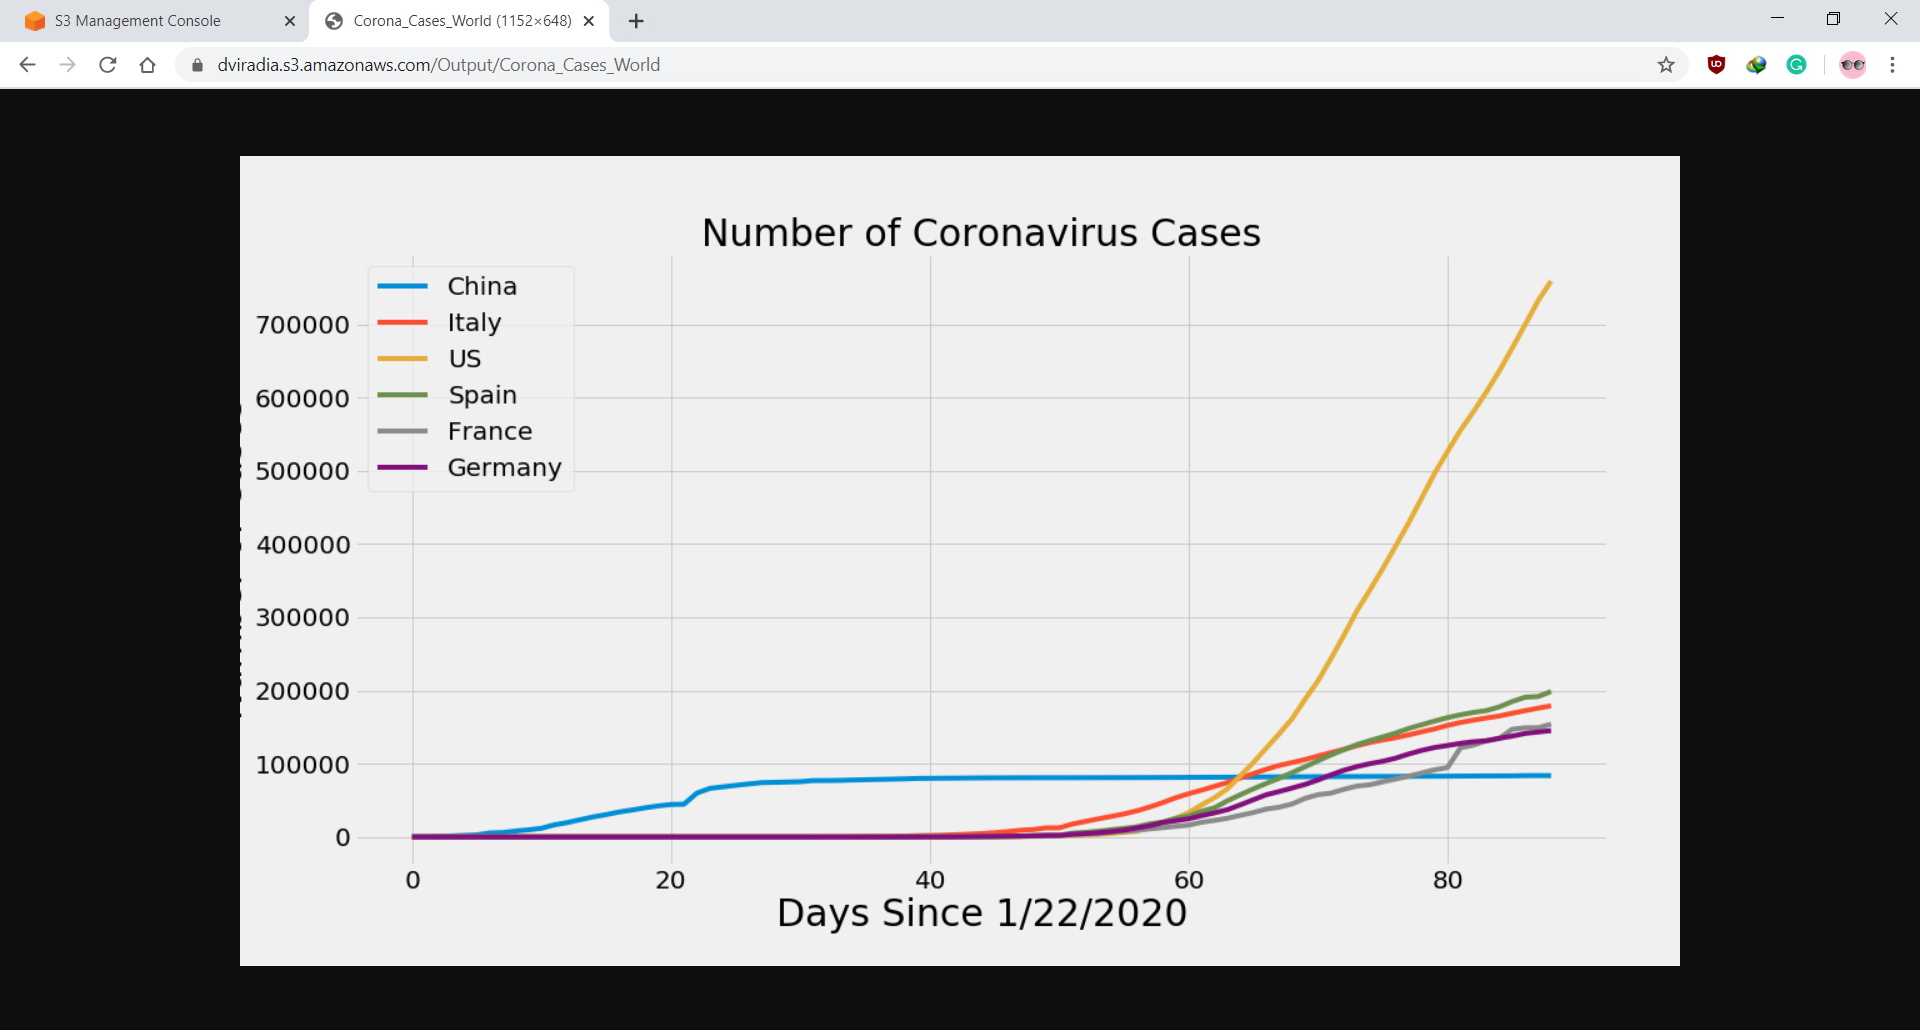 S3 Management Console
Corona_Cases_World (1152×648)
dviradia.s3.amazonaws.com/Output/Corona_Cases_World
Number of Coronavirus Cases
China
Italy
US
Spain
France
Germany
700000
600000
500000
400000
300000
200000
100000
0
0 20 40 60 80
Days Since 1/22/2020